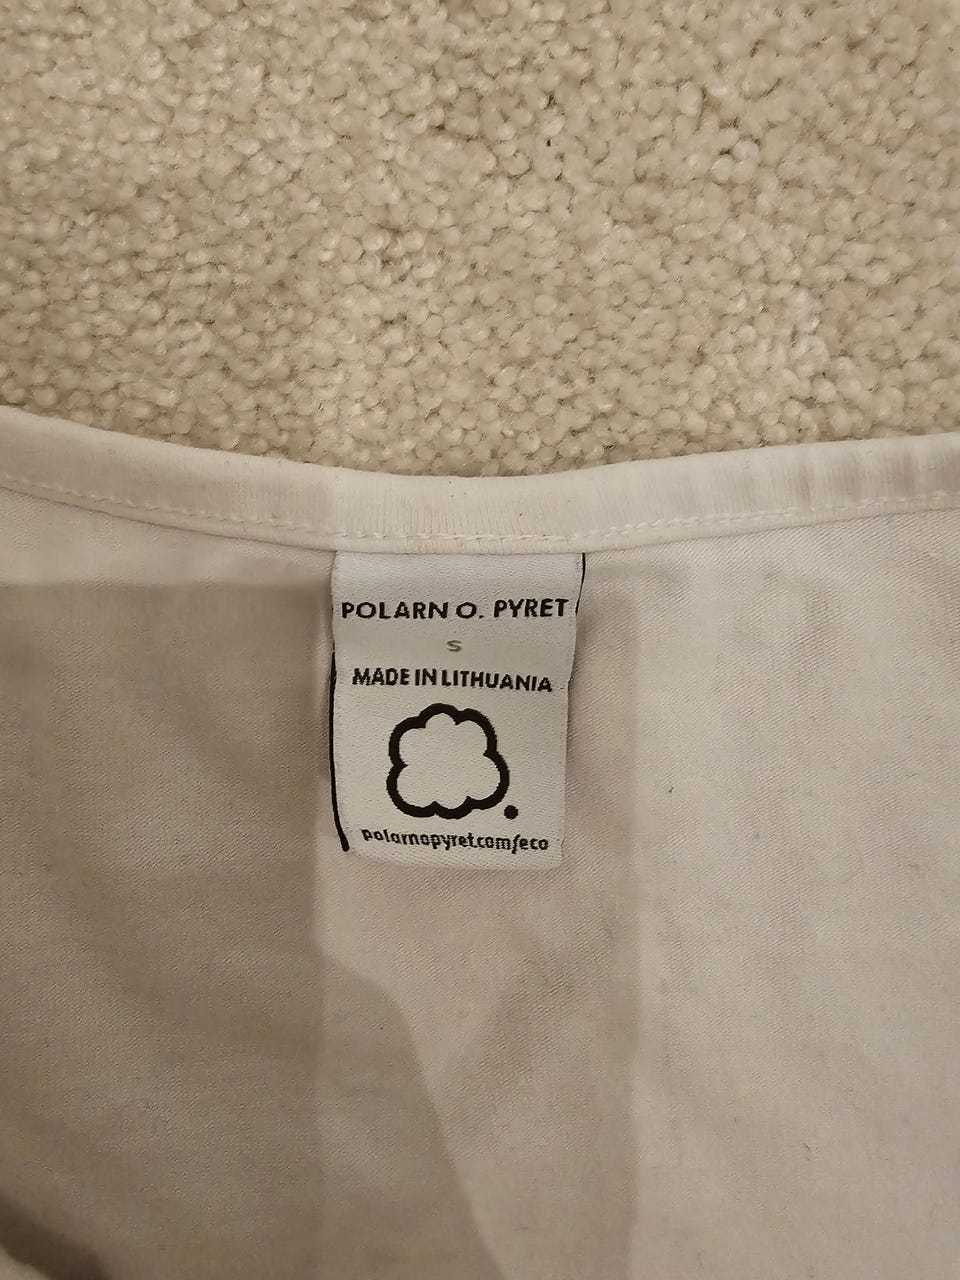 POLARN O. PYRET
S
MADE IN LITHUANIA
polarnopyret.com/eco